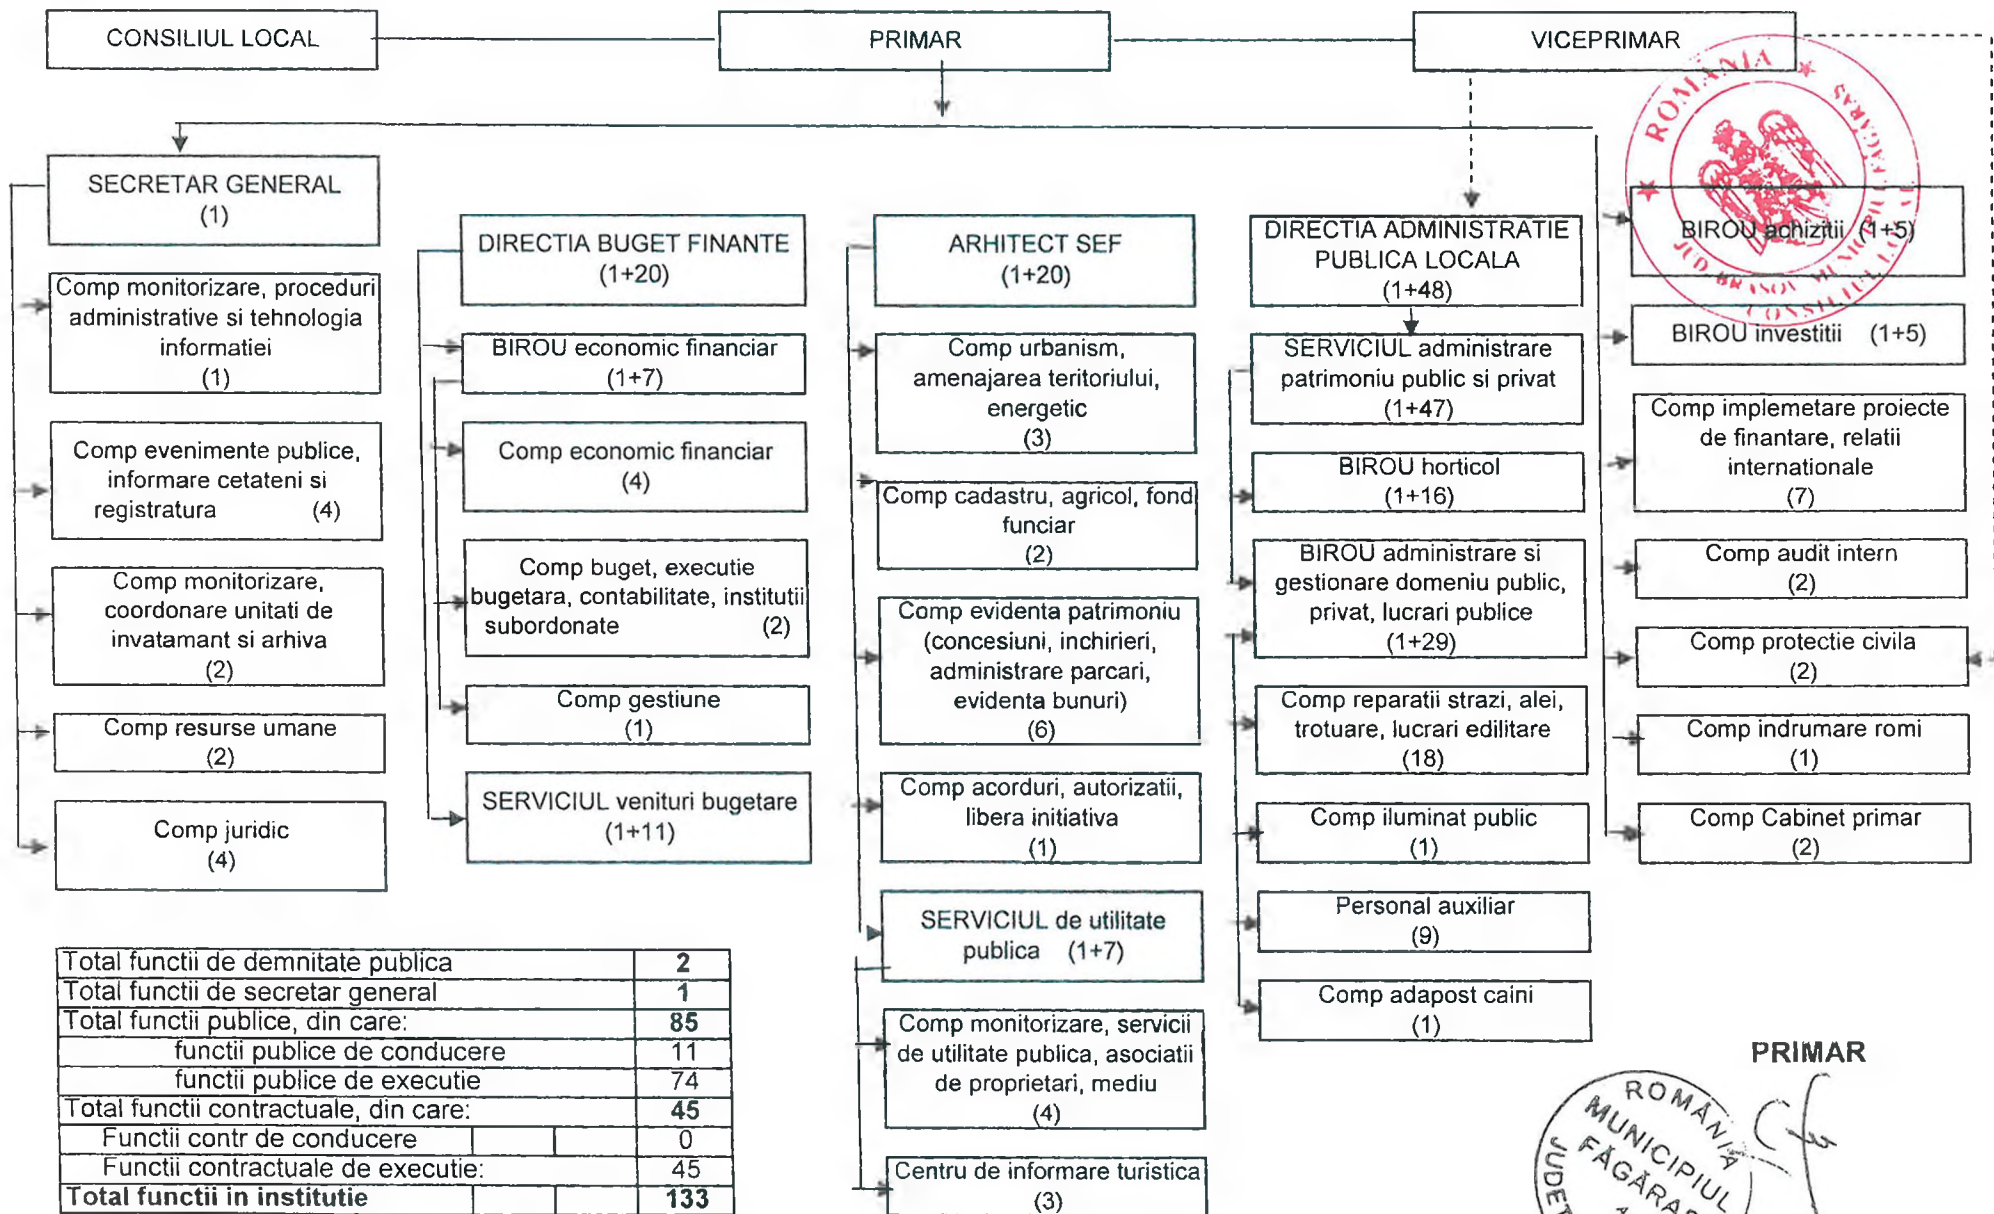 CONSILIUL LOCAL
PRIMAR
VICEPRIMAR
SECRETAR GENERAL
(1)
Comp monitorizare, proceduri
administrative si tehnologia
informatiei
(1)
Comp evenimente publice,
informare cetateni si
registratura (4)
Comp monitorizare,
coordonare unitati de
invatamant si arhiva
(2)
Comp resurse umane
(2)
Comp juridic
(4)
DIRECTIA BUGET FINANTE
(1+20)
BIROU economic financiar
(1+7)
Comp economic financiar
(4)
Comp buget, executie
bugetara, contabilitate, institutii
subordonate (2)
Comp gestiune
(1)
SERVICIUL venituri bugetare
(1+11)
ARHITECT SEF
(1+20)
Comp urbanism,
amenajarea teritoriului,
energetic
(3)
Comp cadastru, agricol, fond
funciar
(2)
Comp evidenta patrimoniu
(concesiuni, inchirieri,
administrare parcari,
evidenta bunuri)
(6)
Comp acorduri, autorizatii,
libera initiativa
(1)
SERVICIUL de utilitate
publica (1+7)
Comp monitorizare, servicii
de utilitate publica, asociatii
de proprietari, mediu
(4)
Centru de informare turistica
(3)
DIRECTIA ADMINISTRATIE
PUBLICA LOCALA
(1+48)
SERVICIUL administrare
patrimoniu public si privat
(1+47)
BIROU horticol
(1+16)
BIROU administrare si
gestionare domeniu public,
privat, lucrari publice
(1+29)
Comp reparatii strazi, alei,
trotuare, lucrari edilitare
(18)
Comp iluminat public
(1)
Personal auxiliar
(9)
Comp adapost caini
(1)
BIROU achizitii (1+5)
BIROU investitii (1+5)
Comp implemetare proiecte
de finantare, relatii
internationale
(7)
Comp audit intern
(2)
Comp protectie civila
(2)
Comp indrumare romi
(1)
Comp Cabinet primar
(2)
ROMÂNIA
JUD BRASOV MUNICIPIUL FAGARAS
CONSILIUL LOCAL
Total functii de demnitate publica 2
Total functii de secretar general 1
Total functii publice, din care: 85
functii publice de conducere 11
functii publice de executie 74
Total functii contractuale, din care: 45
Functii contr de conducere 0
Functii contractuale de executie: 45
Total functii in institutie 133
PRIMAR
ROMÂNIA
MUNICIPIUL
FĂGĂRAS